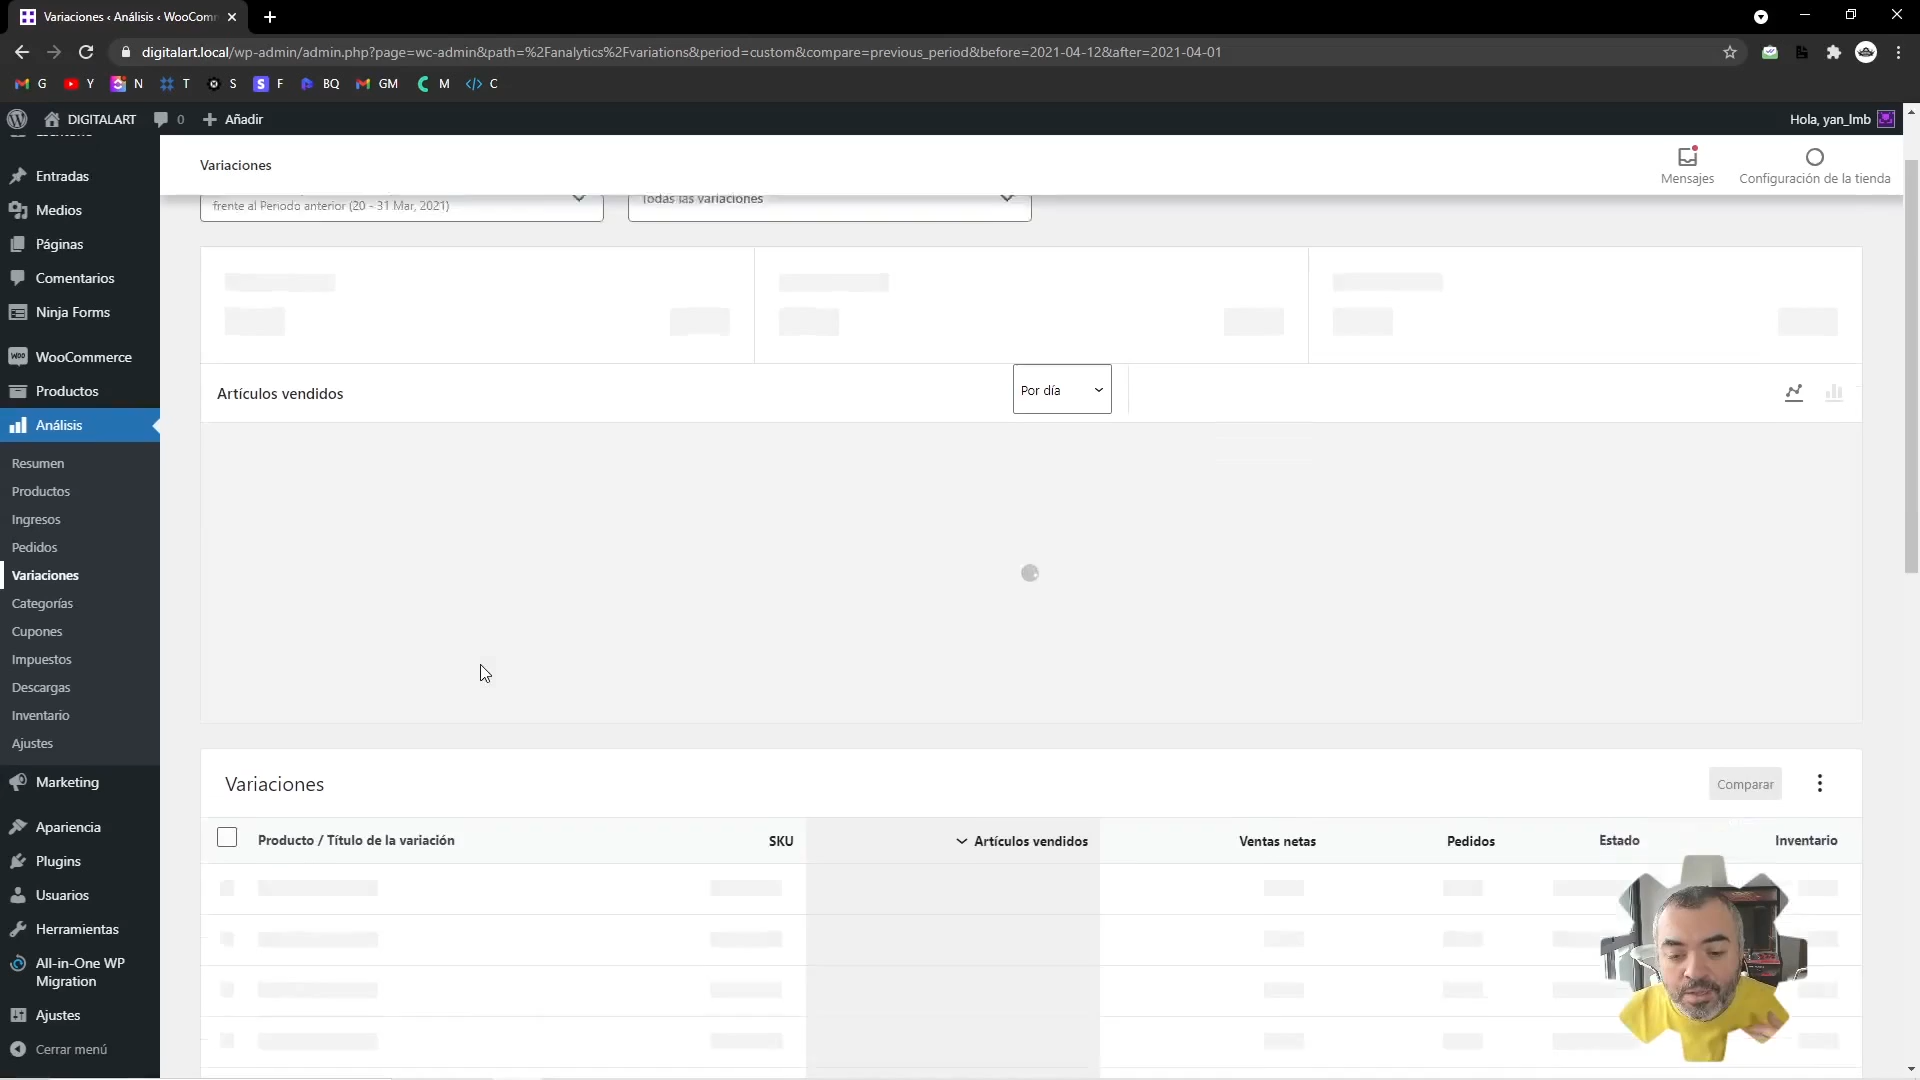 Variaciones ‹ Análisis ‹ WooComm
digitalart.local/wp-admin/admin.php?page=wc-admin&path=%2Fanalytics%2Fvariations&period=custom&compare=previous_period&before=2021-04-12&after=2021-04-01
G Y N T S F BQ GM M C
DIGITALART 0 Añadir
Hola, yan_lmb
Variaciones
Mensajes
Configuración de la tienda
frente al Periodo anterior (20 - 31 Mar, 2021)
Todas las variaciones
Escritorio
Entradas
Medios
Páginas
Comentarios
Ninja Forms
WooCommerce
Productos
Análisis
Resumen
Productos
Ingresos
Pedidos
Variaciones
Categorías
Cupones
Impuestos
Descargas
Inventario
Ajustes
Marketing
Apariencia
Plugins
Usuarios
Herramientas
All-in-One WP
Migration
Ajustes
Cerrar menú
Artículos vendidos
Por día
Variaciones
Comparar
Producto / Título de la variación SKU Artículos vendidos Ventas netas Pedidos Estado Inventario